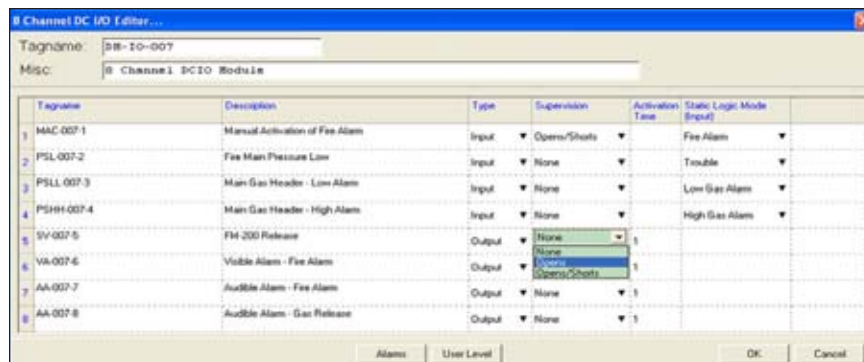 8 Channel DC I/O Editor...
Tagname: DM-IO-007
Misc: 8 Channel DCIO Module
Tagname Description Type Supervision Activation Time Static Logic Mode (Input)
1 MAC-007-1 Manual Activation of Fire Alarm Input Opens/Shorts Fire Alarm
2 PSL-007-2 Fire Main Pressure Low Input None Trouble
3 PSLL-007-3 Main Gas Header - Low Alarm Input None Low Gas Alarm
4 PSHH-007-4 Main Gas Header - High Alarm Input None High Gas Alarm
5 SV-007-5 FM-200 Release Output None 1
None
Opens
Opens/Shorts
6 VA-007-6 Visible Alarm - Fire Alarm Output 1
7 AA-007-7 Audible Alarm - Fire Alarm Output None 1
8 AA-007-8 Audible Alarm - Gas Release Output None 1
Alarms User Level OK Cancel